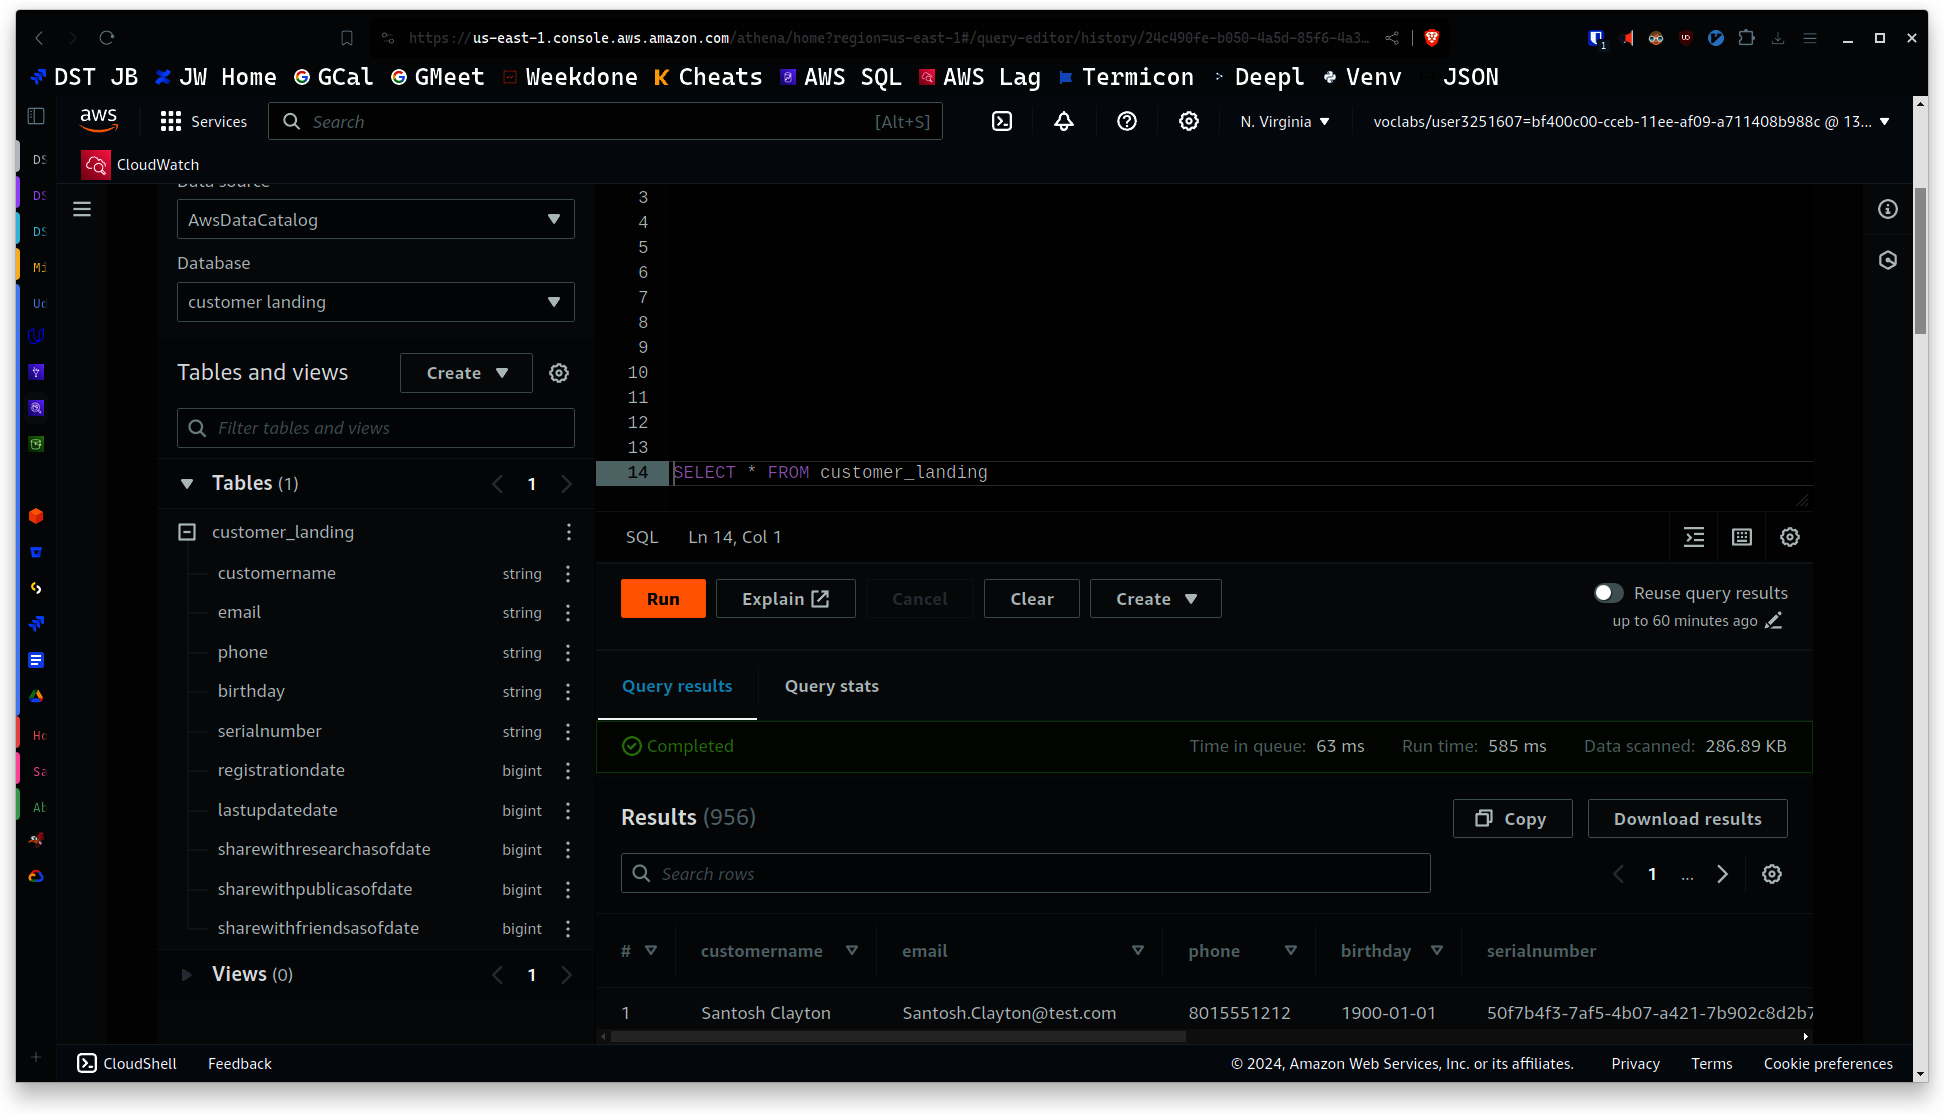 https://us-east-1.console.aws.amazon.com/athena/home?region=us-east-1#/query-editor/history/24c490fe-b050-4a5d-85f6-4a3...
DST JB JW Home GCal GMeet Weekdone Cheats AWS SQL AWS Lag Termicon Deepl Venv JSON
aws Services Search [Alt+S] N. Virginia voclabs/user3251607=bf400c00-cceb-11ee-af09-a711408b988c @ 13...
CloudWatch
DS
DS
DS
Mi
Ud
Ho
Sa
Ab
Data source
AwsDataCatalog
Database
customer landing
Tables and views Create
Filter tables and views
Tables (1) 1
customer_landing
customername string
email string
phone string
birthday string
serialnumber string
registrationdate bigint
lastupdatedate bigint
sharewithresearchasofdate bigint
sharewithpublicasofdate bigint
sharewithfriendsasofdate bigint
Views (0) 1
3
4
5
6
7
8
9
10
11
12
13
14 SELECT * FROM customer_landing
SQL Ln 14, Col 1
Run Explain Cancel Clear Create Reuse query results
up to 60 minutes ago
Query results Query stats
Completed Time in queue: 63 ms Run time: 585 ms Data scanned: 286.89 KB
Results (956) Copy Download results
Search rows 1 ...
# customername email phone birthday serialnumber
1 Santosh Clayton Santosh.Clayton@test.com 8015551212 1900-01-01 50f7b4f3-7af5-4b07-a421-7b902c8d2b7
CloudShell Feedback © 2024, Amazon Web Services, Inc. or its affiliates. Privacy Terms Cookie preferences